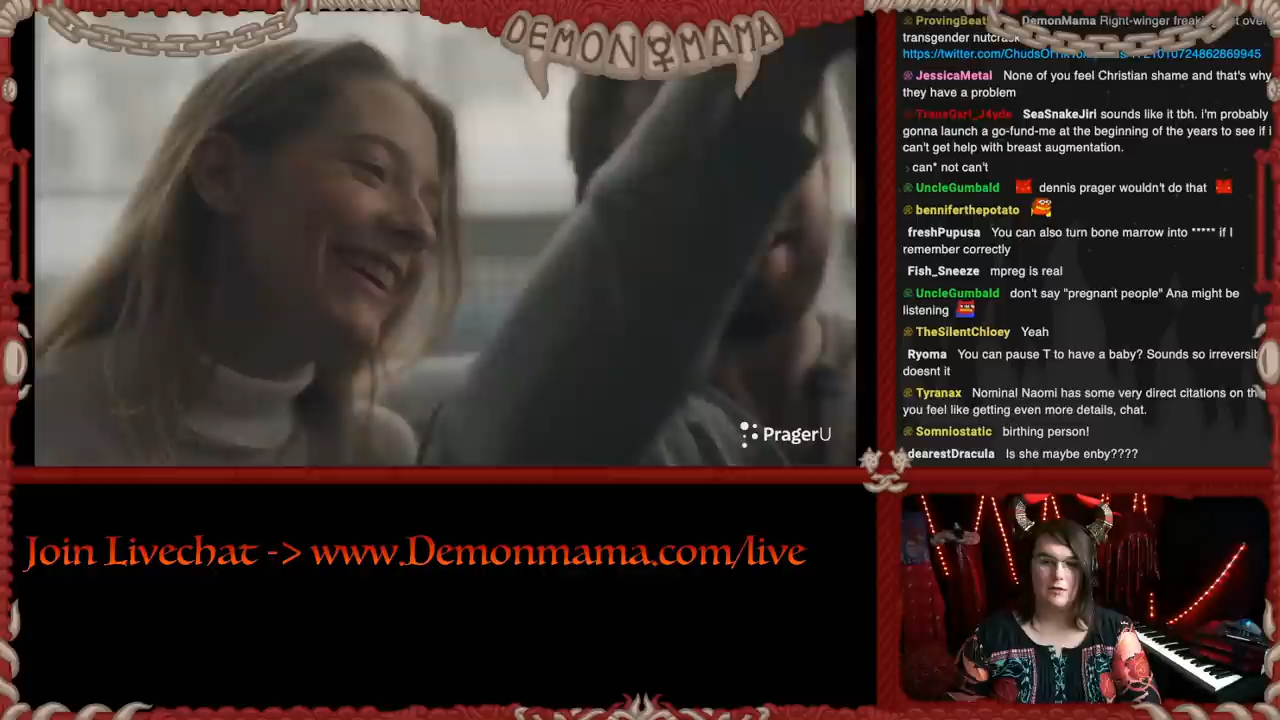 DEMON MAMA
PragerU
ProvingBeat DemonMama Right-winger over
transgender
JessicaMetal None of you feel Christian shame and that's why
they have a problem
SeaSnakeJirl sounds like it tbh. i'm probably
gonna launch a go-fund-me at the beginning of the years to see if i
can't get help with breast augmentation.
can* not can't
UncleGumbald dennis prager wouldn't do that
benniferthepotato
freshPupusa You can also turn bone marrow into ***** if I
remember correctly
Fish_Sneeze mpreg is real
UncleGumbald don't say "pregnant people" Ana might be
listening
TheSilentChloey Yeah
Ryoma You can pause T to have a baby? Sounds so
doesnt it
Tyranax Nominal Naomi has some very direct citations on
you feel like getting even more details, chat.
Somniostatic birthing person!
dearestDracula Is she maybe enby????
Join Livechat -> www.Demonmama.com/live